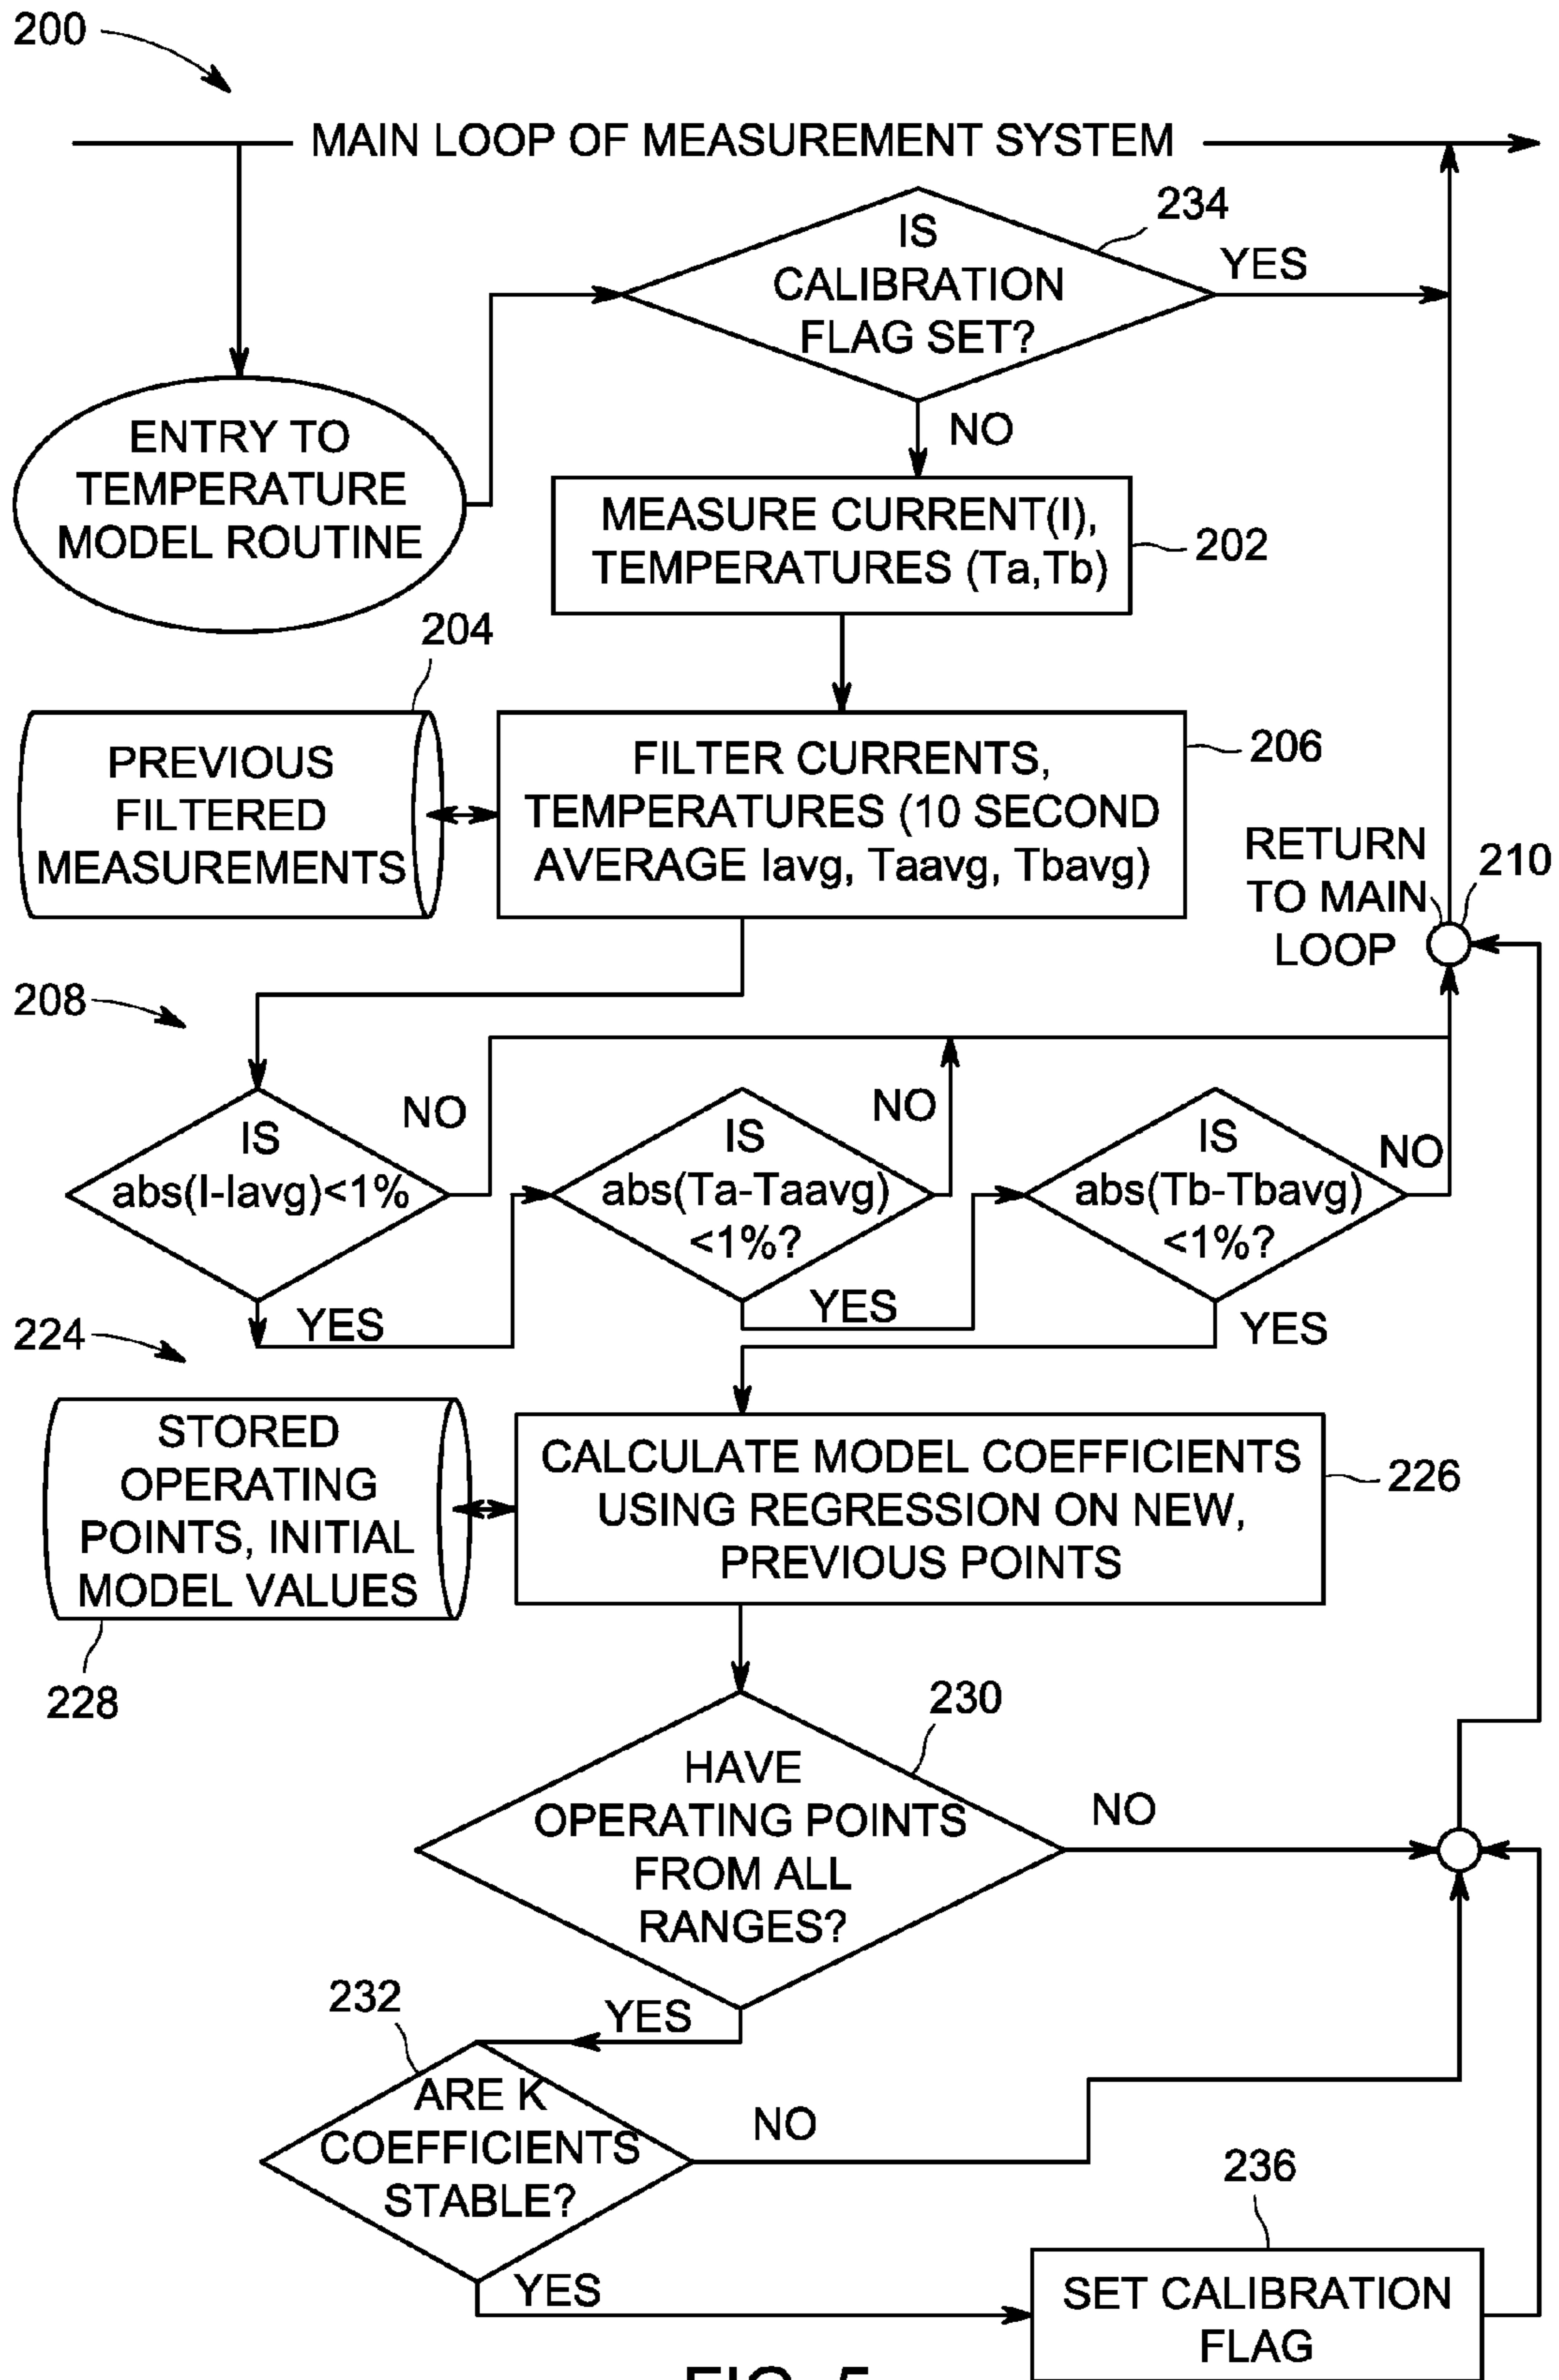 200
MAIN LOOP OF MEASUREMENT SYSTEM
234
IS
CALIBRATION
FLAG SET?
YES
NO
ENTRY TO
TEMPERATURE
MODEL ROUTINE
MEASURE CURRENT(I),
TEMPERATURES (Ta,Tb)
202
204
PREVIOUS
FILTERED
MEASUREMENTS
FILTER CURRENTS,
TEMPERATURES (10 SECOND
AVERAGE Iavg, Taavg, Tbavg)
206
RETURN
TO MAIN
LOOP
210
208
IS
abs(I-Iavg)<1%
NO
YES
IS
abs(Ta-Taavg)
<1%?
NO
YES
IS
abs(Tb-Tbavg)
<1%?
NO
YES
224
STORED
OPERATING
POINTS, INITIAL
MODEL VALUES
228
CALCULATE MODEL COEFFICIENTS
USING REGRESSION ON NEW,
PREVIOUS POINTS
226
230
HAVE
OPERATING POINTS
FROM ALL
RANGES?
NO
YES
232
ARE K
COEFFICIENTS
STABLE?
NO
YES
236
SET CALIBRATION
FLAG
FIG. 5